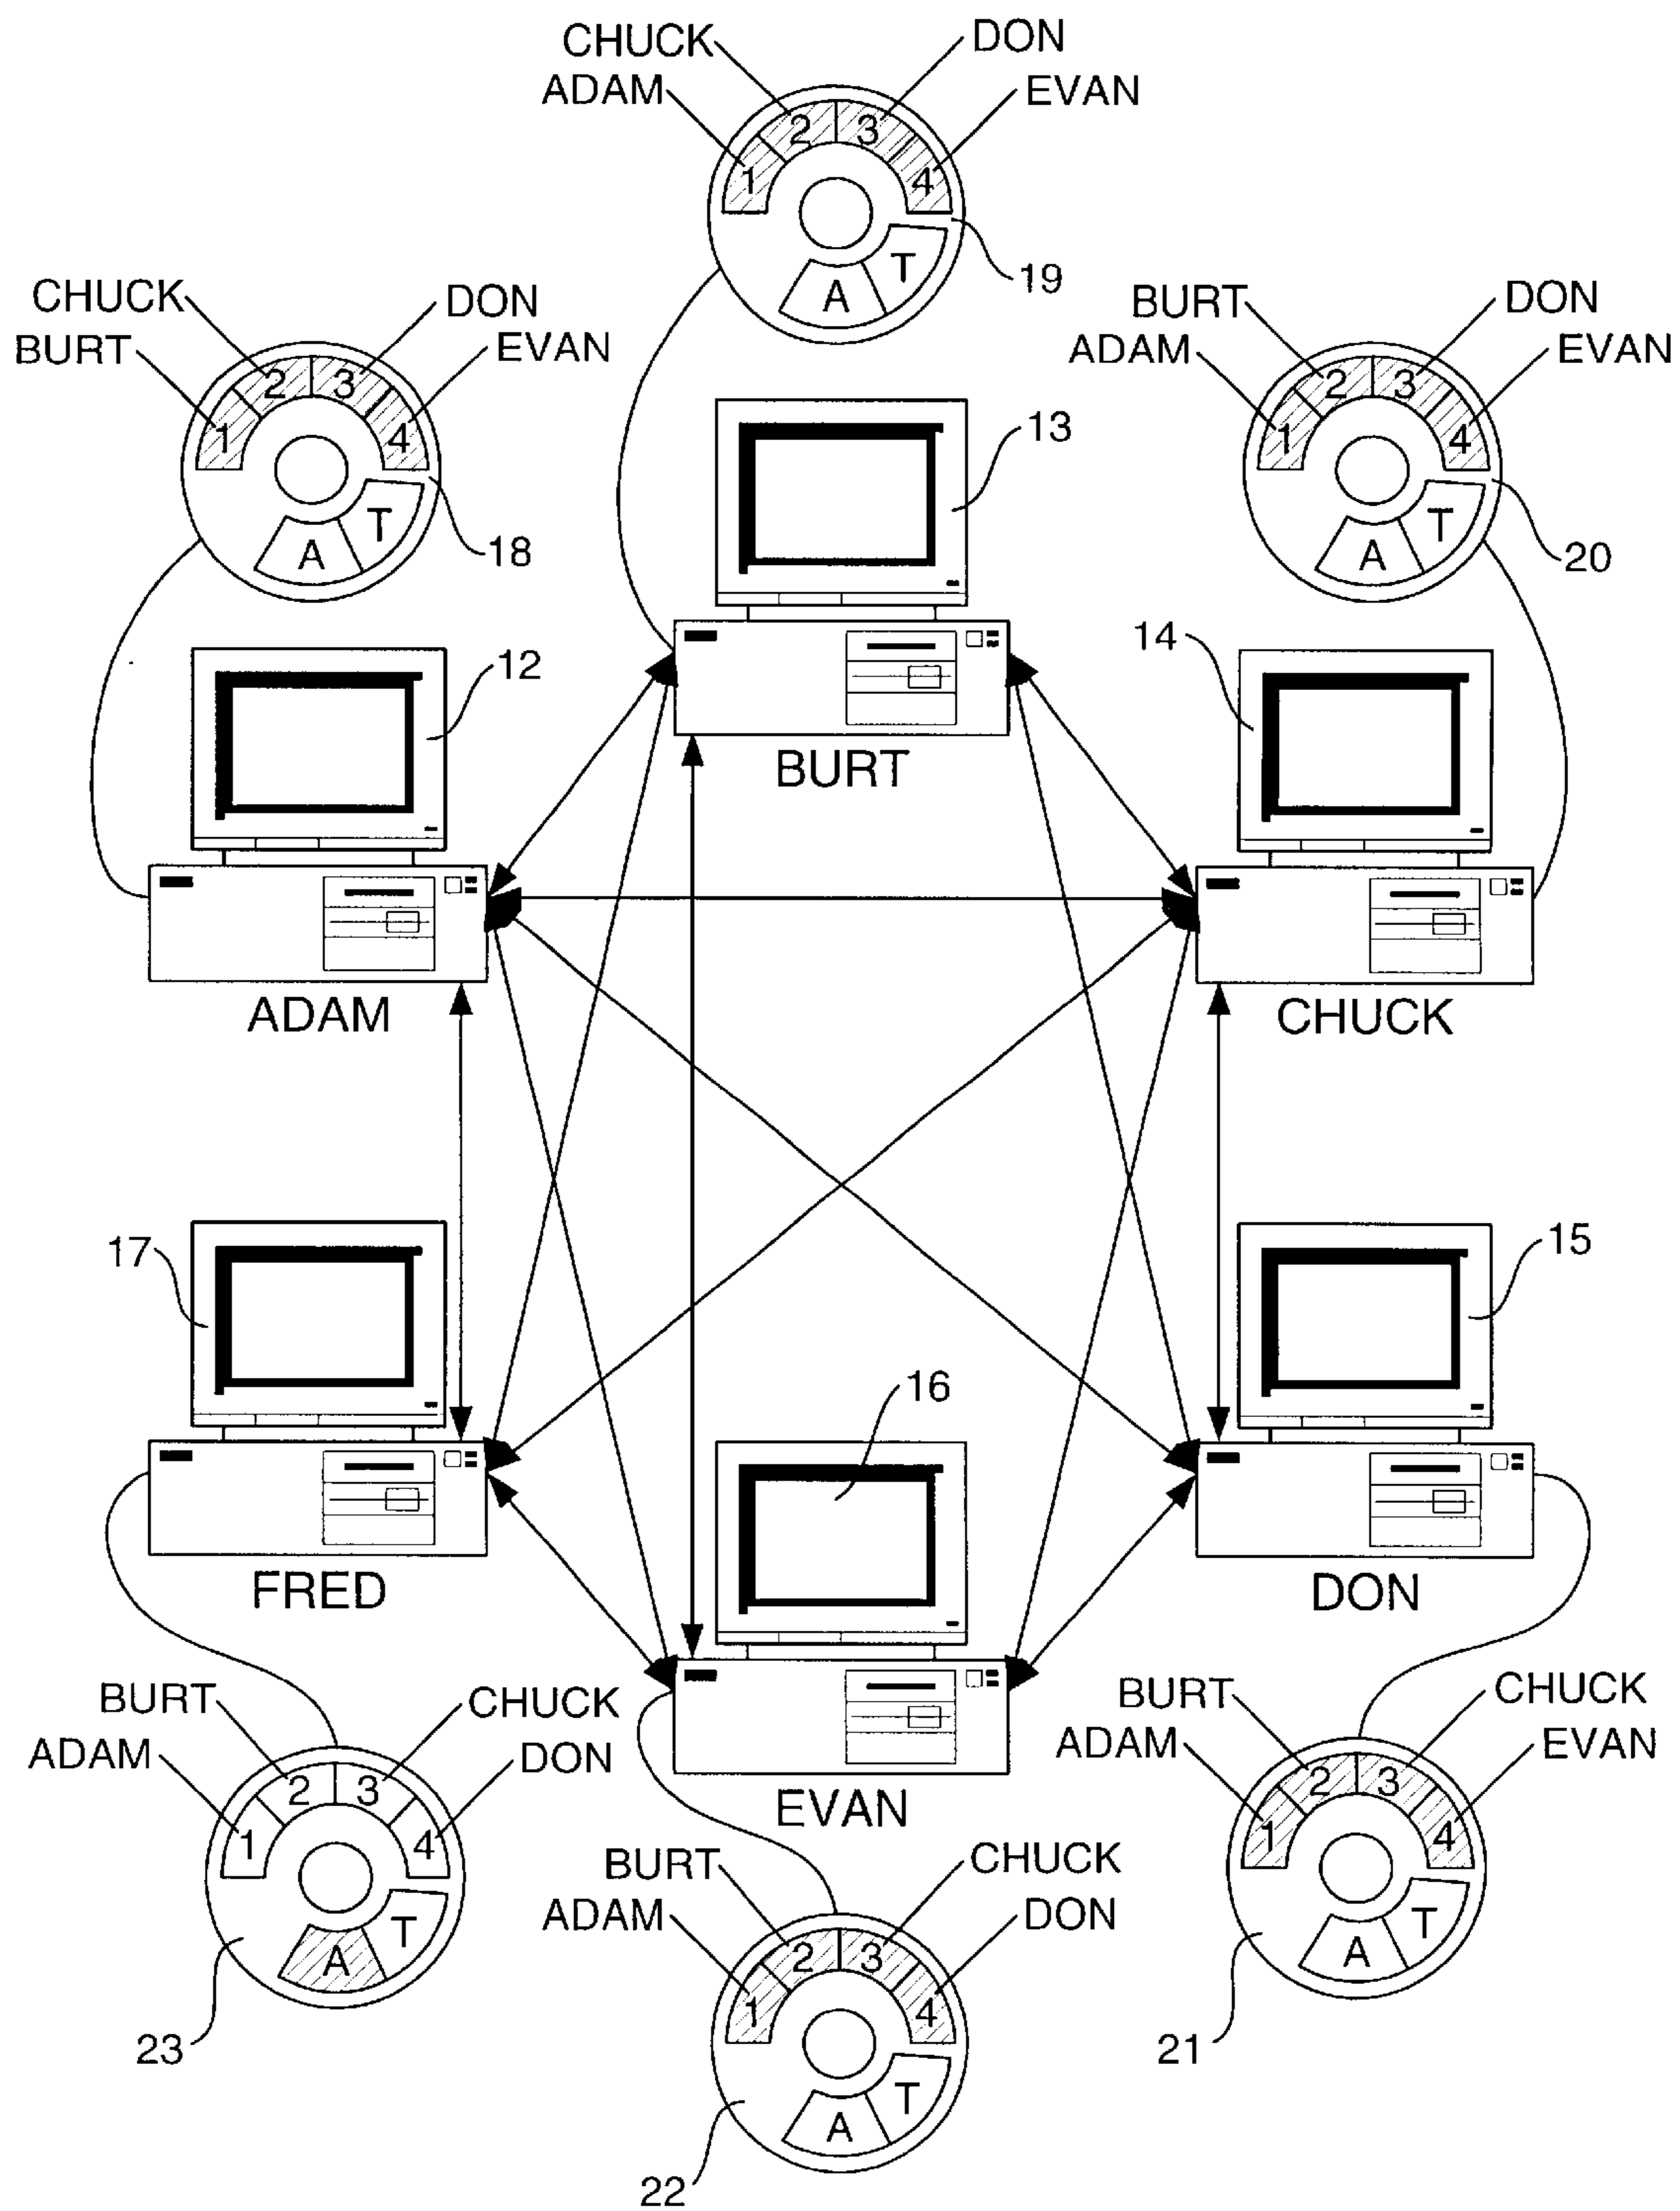 CHUCK
DON
ADAM
EVAN
2
3
1
4
T
A
19
CHUCK
DON
BURT
EVAN
2
3
1
4
T
A
18
BURT
DON
ADAM
EVAN
2
3
1
4
T
A
20
13
BURT
12
ADAM
14
CHUCK
17
FRED
16
EVAN
15
DON
BURT
CHUCK
ADAM
DON
2
3
1
4
T
A
23
BURT
CHUCK
ADAM
DON
2
3
1
4
T
A
22
BURT
CHUCK
ADAM
EVAN
2
3
1
4
T
A
21